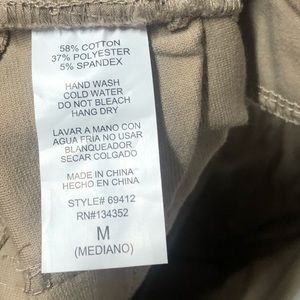 58% COTTON
37% POLYESTER
5% SPANDEX
HAND WASH
COLD WATER
DO NOT BLEACH
HANG DRY
LAVAR A MANO CON
AGUA FRIA NO USAR
BLANQUEADOR
SECAR COLGADO
MADE IN CHINA
HECHO EN CHINA
STYLE# 69412
RN#134352
M
(MEDIANO)